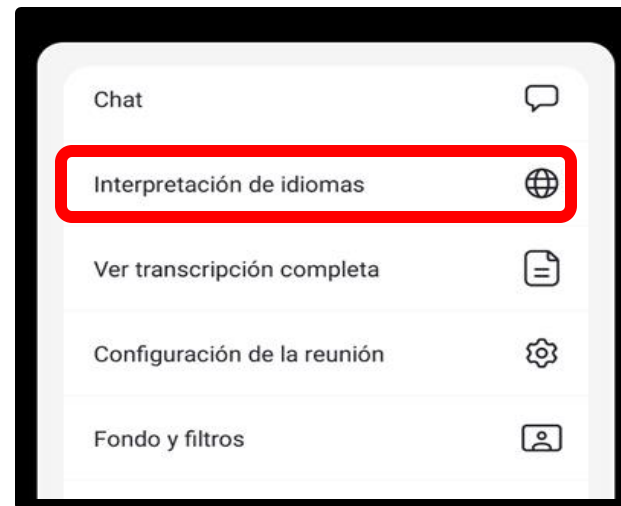 Chat
Interpretación de idiomas
Ver transcripción completa
Configuración de la reunión
Fondo y filtros